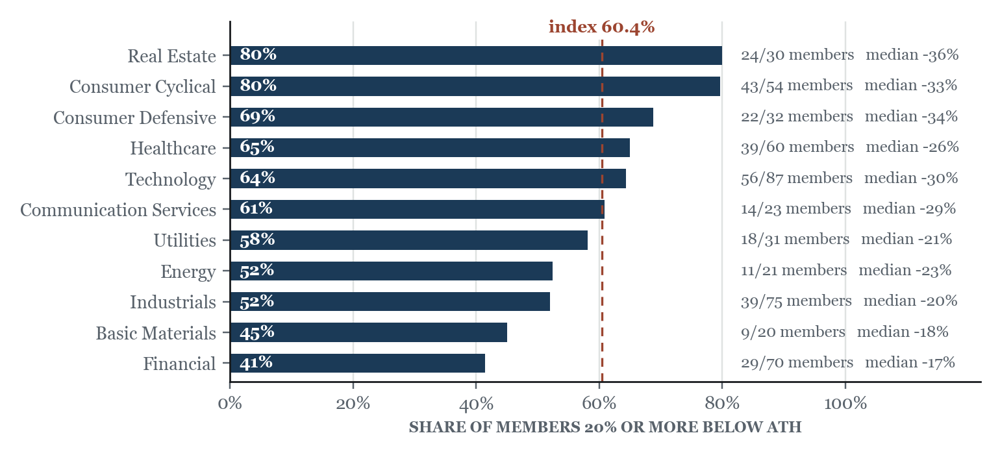 index 60.4%
Real Estate 80% 24/30 members median -36%
Consumer Cyclical 80% 43/54 members median -33%
Consumer Defensive 69% 22/32 members median -34%
Healthcare 65% 39/60 members median -26%
Technology 64% 56/87 members median -30%
Communication Services 61% 14/23 members median -29%
Utilities 58% 18/31 members median -21%
Energy 52% 11/21 members median -23%
Industrials 52% 39/75 members median -20%
Basic Materials 45% 9/20 members median -18%
Financial 41% 29/70 members median -17%
0% 20% 40% 60% 80% 100%
SHARE OF MEMBERS 20% OR MORE BELOW ATH